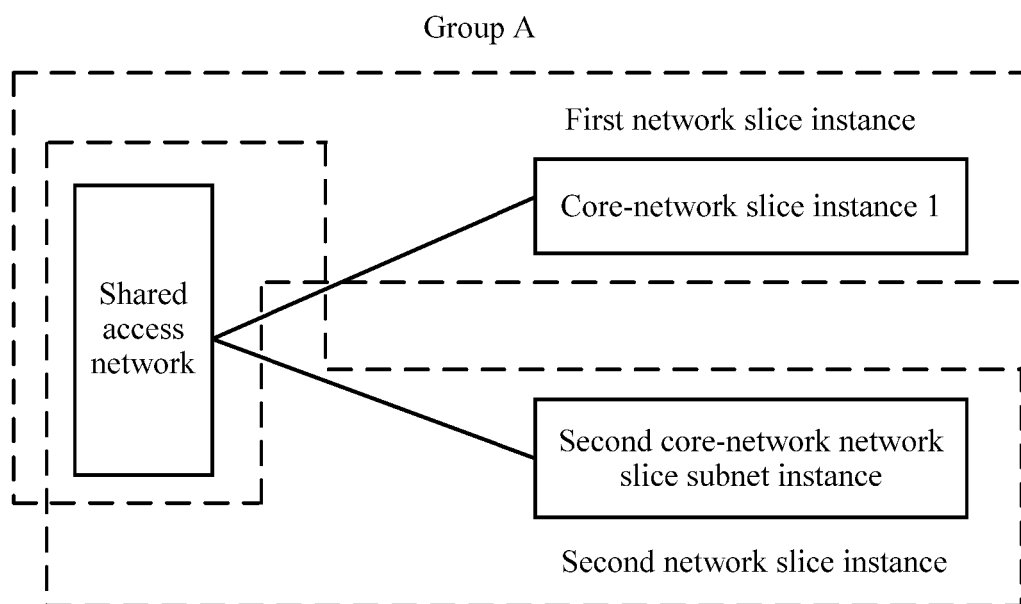 Group A
First network slice instance
Core-network slice instance 1
Shared
access
network
Second core-network network
slice subnet instance
Second network slice instance